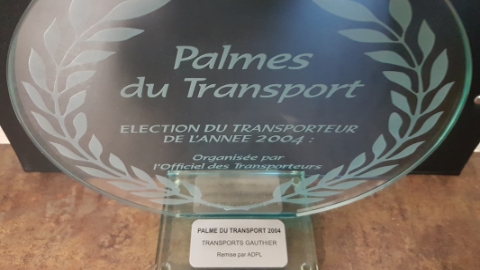 Palmes
du Transport
ELECTION DU TRANSPORTEUR
DE L'ANNEE 2004 :
Organisée par
l'Officiel des Transporteurs
PALME DU TRANSPORT 2004
TRANSPORTS GAUTHIER
Remise par AOFL